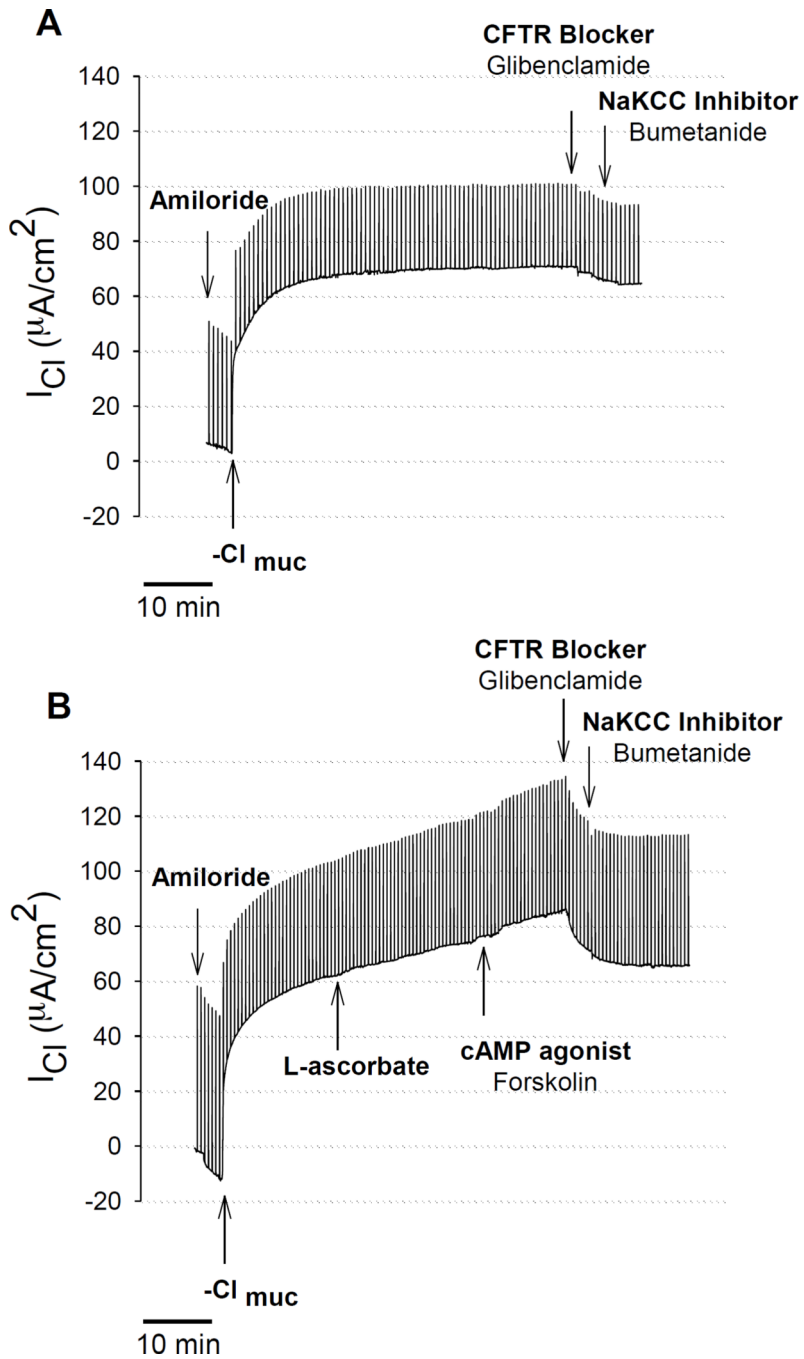 A
CFTR Blocker
Glibenclamide
NaKCC Inhibitor
Bumetanide
Amiloride
140
120
100
80
60
40
20
0
-20
I_Cl (μA/cm²)
-Cl muc
10 min
B
CFTR Blocker
Glibenclamide
NaKCC Inhibitor
Bumetanide
Amiloride
140
120
100
80
60
40
20
0
-20
I_Cl (μA/cm²)
L-ascorbate
cAMP agonist
Forskolin
-Cl muc
10 min